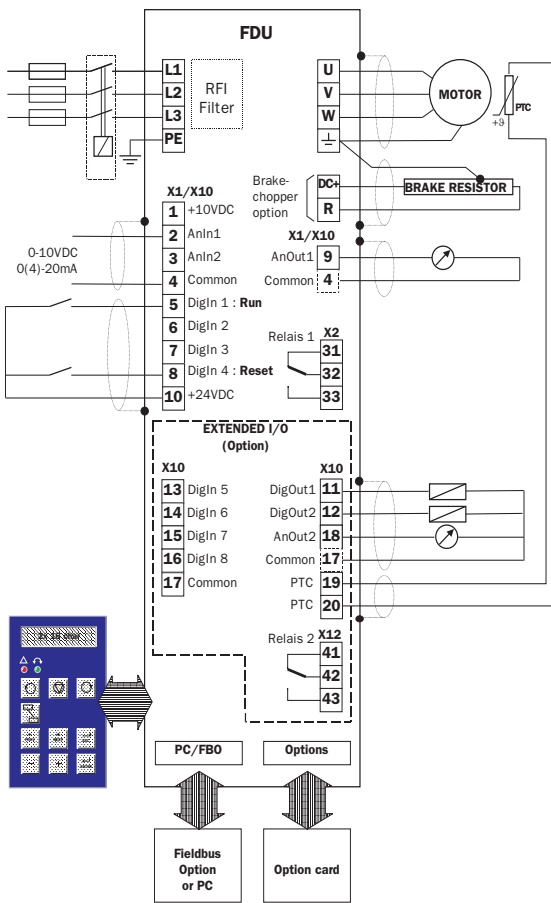 FDU
L1
L2
L3
PE
RFI
Filter
U
V
W
MOTOR
PTC
+ϑ
Brake-
chopper
option
DC+
R
BRAKE RESISTOR
X1/X10
1 +10VDC
2 AnIn1
3 AnIn2
4 Common
5 DigIn 1 : Run
6 DigIn 2
7 DigIn 3
8 DigIn 4 : Reset
10 +24VDC
0-10VDC
0(4)-20mA
X1/X10
AnOut1 9
Common 4
Relais 1 X2
31
32
33
EXTENDED I/O
(Option)
X10
13 DigIn 5
14 DigIn 6
15 DigIn 7
16 DigIn 8
17 Common
X10
DigOut1 11
DigOut2 12
AnOut2 18
Common 17
PTC 19
PTC 20
Relais 2 X12
41
42
43
PC/FBO
Options
Fieldbus
Option
or PC
Option card